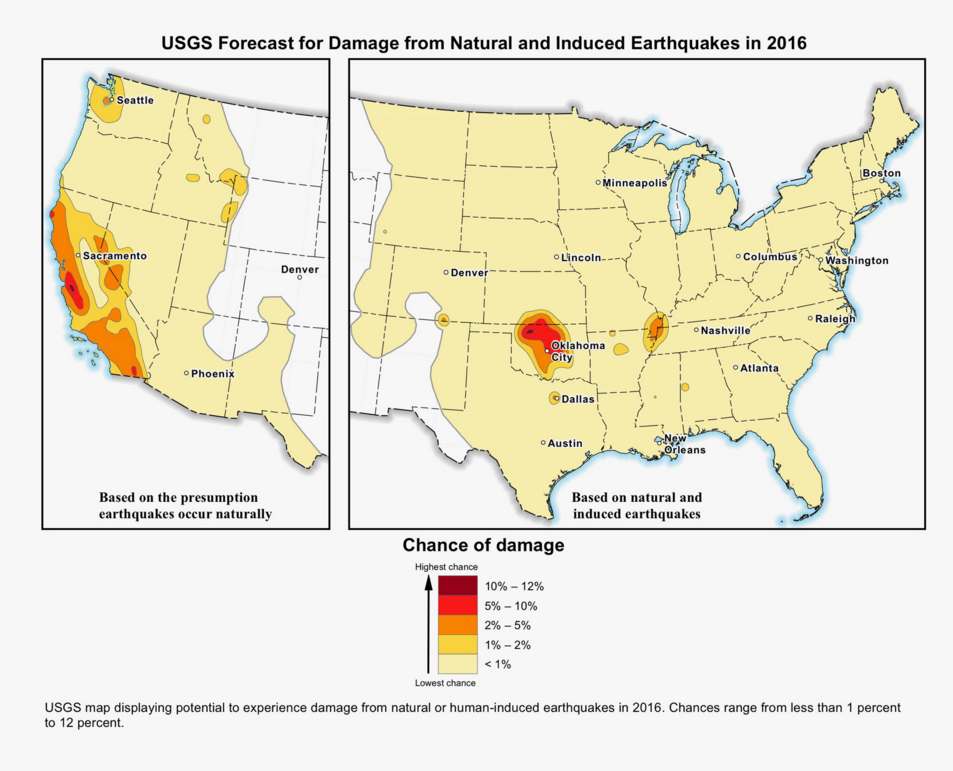 USGS Forecast for Damage from Natural and Induced Earthquakes in 2016
Seattle
Sacramento
Denver
Phoenix
Based on the presumption
earthquakes occur naturally
Minneapolis
Boston
Lincoln
Columbus
Washington
Denver
Raleigh
Nashville
Oklahoma
City
Atlanta
Dallas
Austin
New
Orleans
Based on natural and
induced earthquakes
Chance of damage
Highest chance
10% – 12%
5% – 10%
2% – 5%
1% – 2%
< 1%
Lowest chance
USGS map displaying potential to experience damage from natural or human-induced earthquakes in 2016. Chances range from less than 1 percent
to 12 percent.